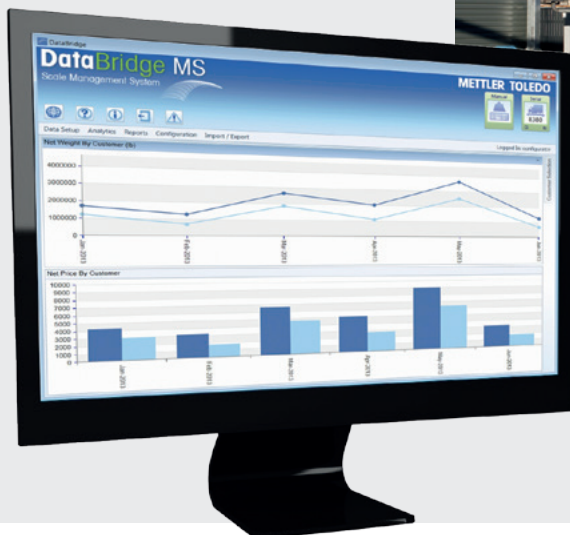 DataBridge
DataBridge MS
Scale Management System
METTLER TOLEDO
Manual
Data Setup Analytics Reports Configuration Import / Export
Net Weight By Customer (lb)
4000000
3000000
2000000
1000000
0
Jan-2013
Feb-2013
Mar-2013
Apr-2013
May-2013
Jun-2013
Customer Selection
Net Price By Customer
10000
9000
8000
7000
6000
5000
4000
3000
2000
1000
0
Jan-2013
Feb-2013
Mar-2013
Apr-2013
May-2013
Jun-2013